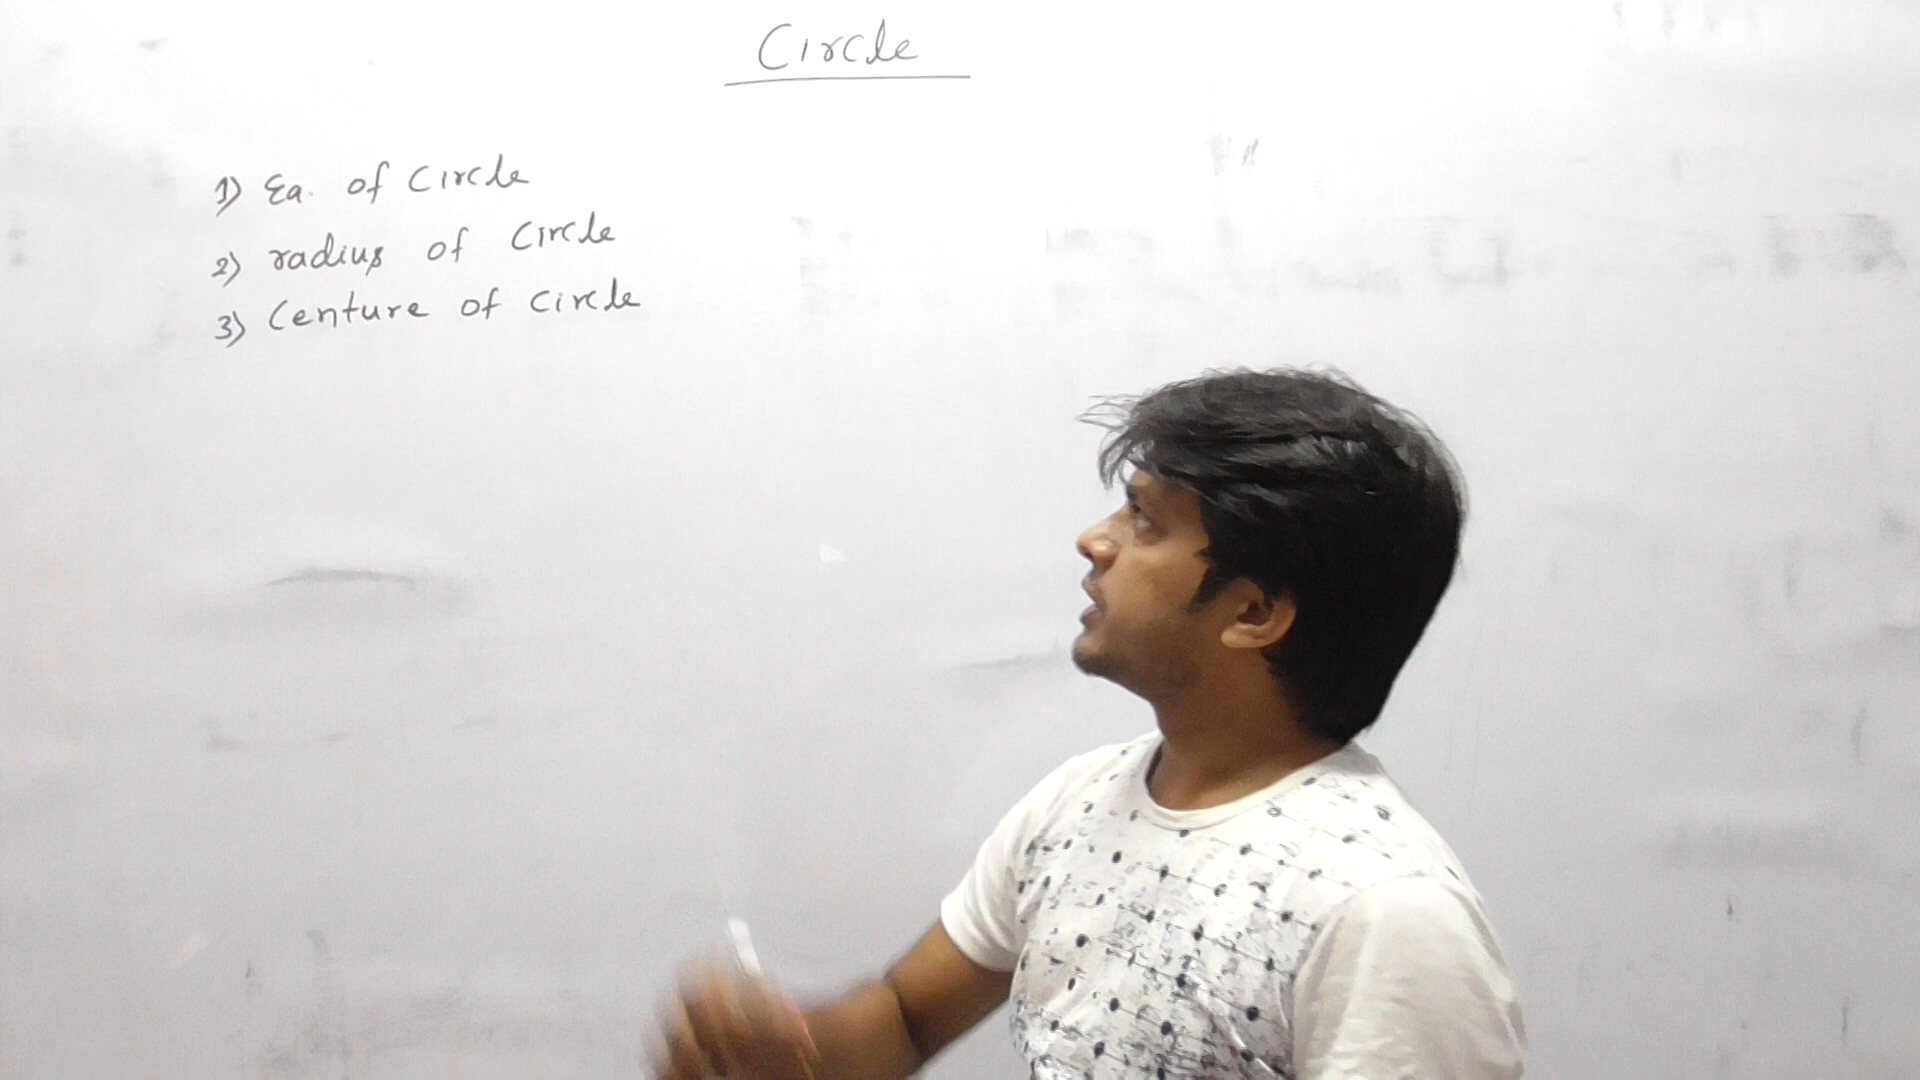 Circle
1) Eq. of Circle
2) radius of Circle
3) Centure of Circle